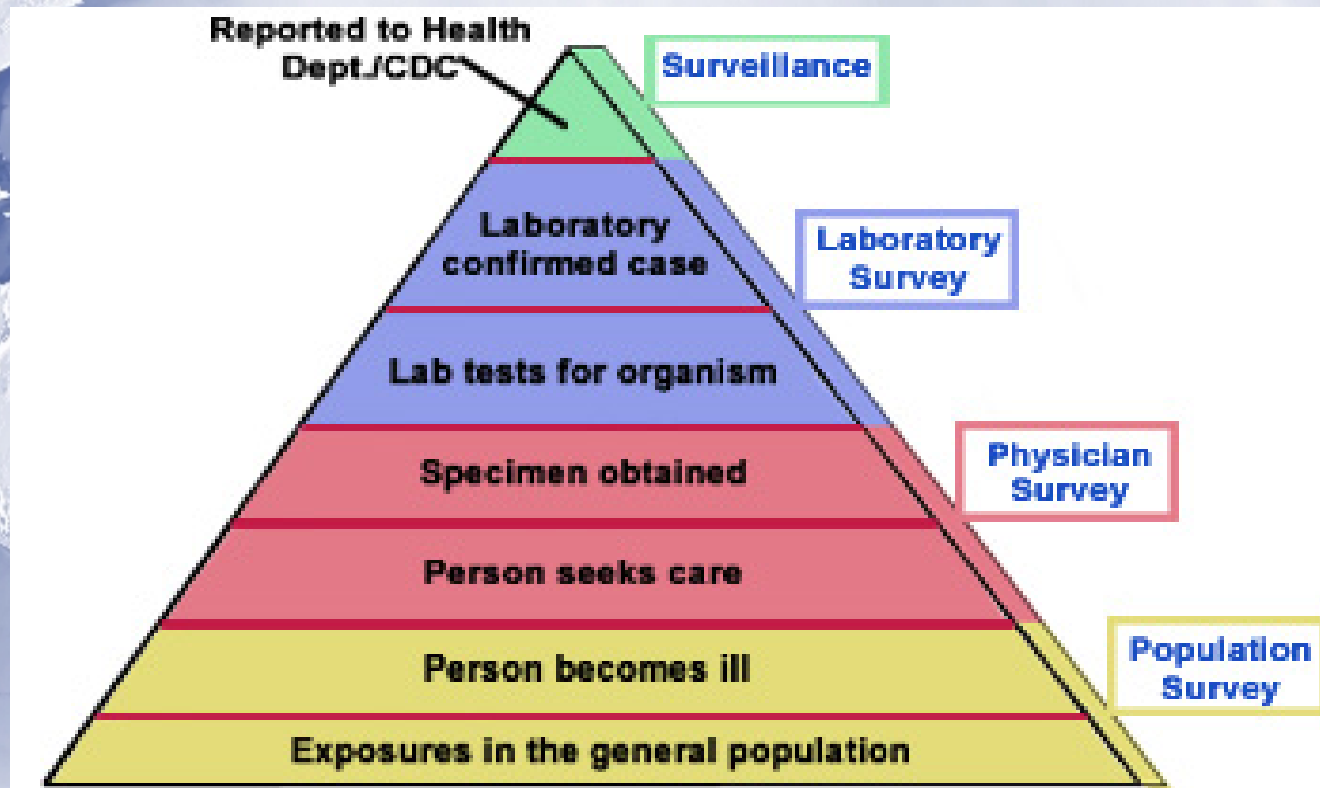 Reported to Health
Dept./CDC
Surveillance
Laboratory
confirmed case
Laboratory
Survey
Lab tests for organism
Specimen obtained
Physician
Survey
Person seeks care
Person becomes ill
Population
Survey
Exposures in the general population